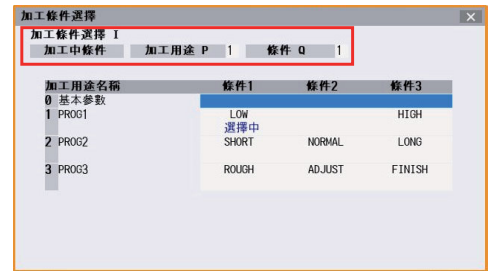 加工條件選擇
加工條件選擇 I
加工中條件 加工用途 P 1 條件 Q 1
加工用途名稱 條件1 條件2 條件3
0 基本參數
1 PROG1 LOW HIGH
選擇中
2 PROG2 SHORT NORMAL LONG
3 PROG3 ROUGH ADJUST FINISH